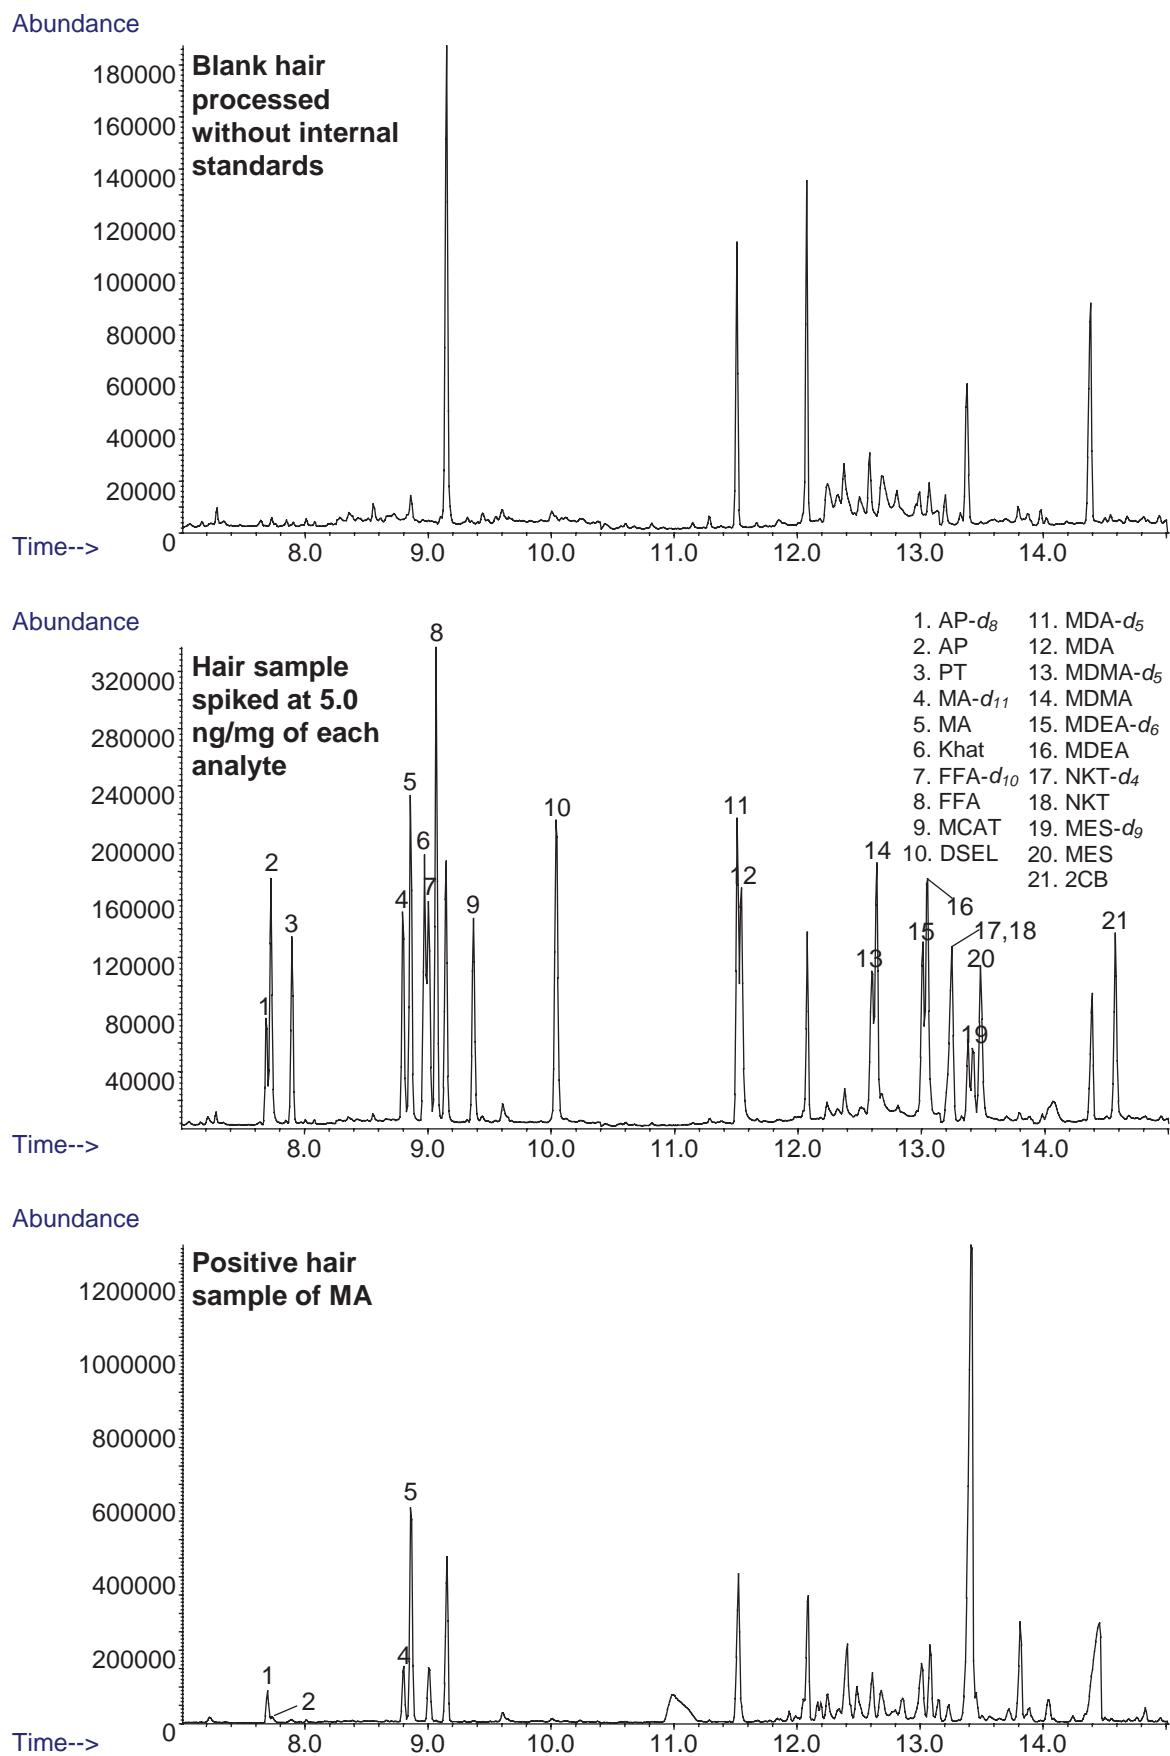 Abundance
Blank hair
processed
without internal
standards
180000
160000
140000
120000
100000
80000
60000
40000
20000
0
Time-->
8.0 9.0 10.0 11.0 12.0 13.0 14.0
Abundance
Hair sample
spiked at 5.0
ng/mg of each
analyte
320000
280000
240000
200000
160000
120000
80000
40000
Time-->
8.0 9.0 10.0 11.0 12.0 13.0 14.0
1 2 3 4 5 6 7 8 9 10 11 12 13 14 15 16 17,18 19 20 21
1. AP-d8 11. MDA-d5
2. AP 12. MDA
3. PT 13. MDMA-d5
4. MA-d11 14. MDMA
5. MA 15. MDEA-d6
6. Khat 16. MDEA
7. FFA-d10 17. NKT-d4
8. FFA 18. NKT
9. MCAT 19. MES-d9
10. DSEL 20. MES
21. 2CB
Abundance
Positive hair
sample of MA
1200000
1000000
800000
600000
400000
200000
0
1 2 4 5
Time-->
8.0 9.0 10.0 11.0 12.0 13.0 14.0